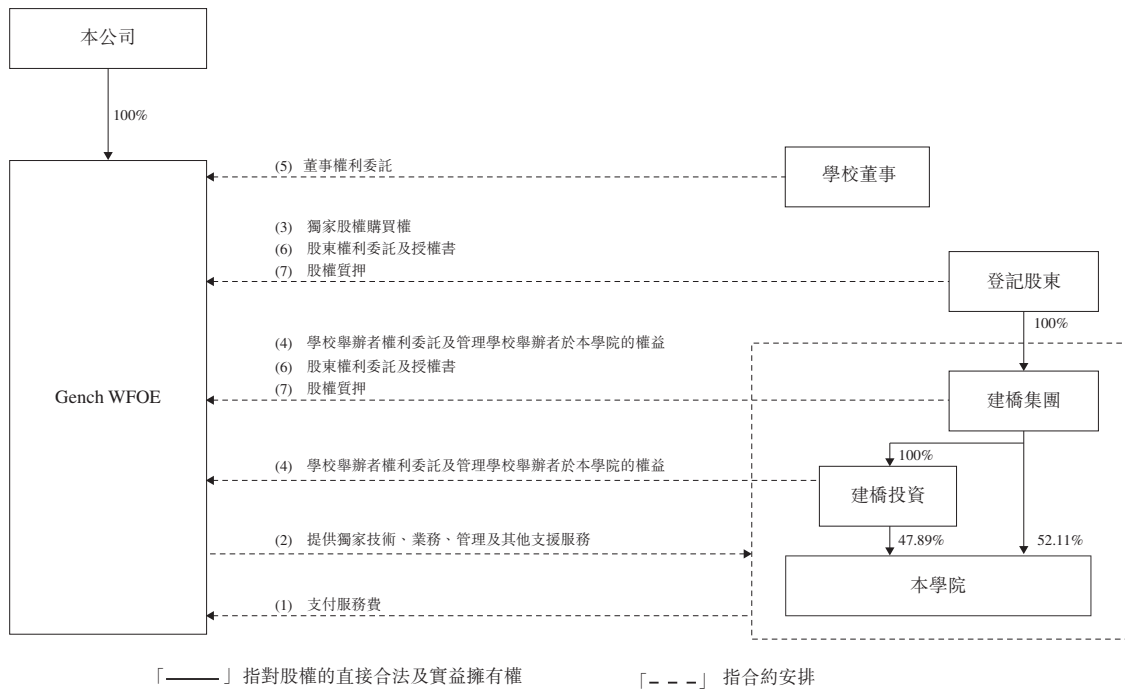 本公司
100%
(5) 董事權利委託
學校董事
(3) 獨家股權購買權
(6) 股東權利委託及授權書
(7) 股權質押
登記股東
100%
(4) 學校舉辦者權利委託及管理學校舉辦者於本學院的權益
(6) 股東權利委託及授權書
(7) 股權質押
Gench WFOE
建橋集團
100%
(4) 學校舉辦者權利委託及管理學校舉辦者於本學院的權益
建橋投資
(2) 提供獨家技術、業務、管理及其他支援服務
47.89%
52.11%
本學院
(1) 支付服務費
「——」指對股權的直接合法及實益擁有權
「---」指合約安排